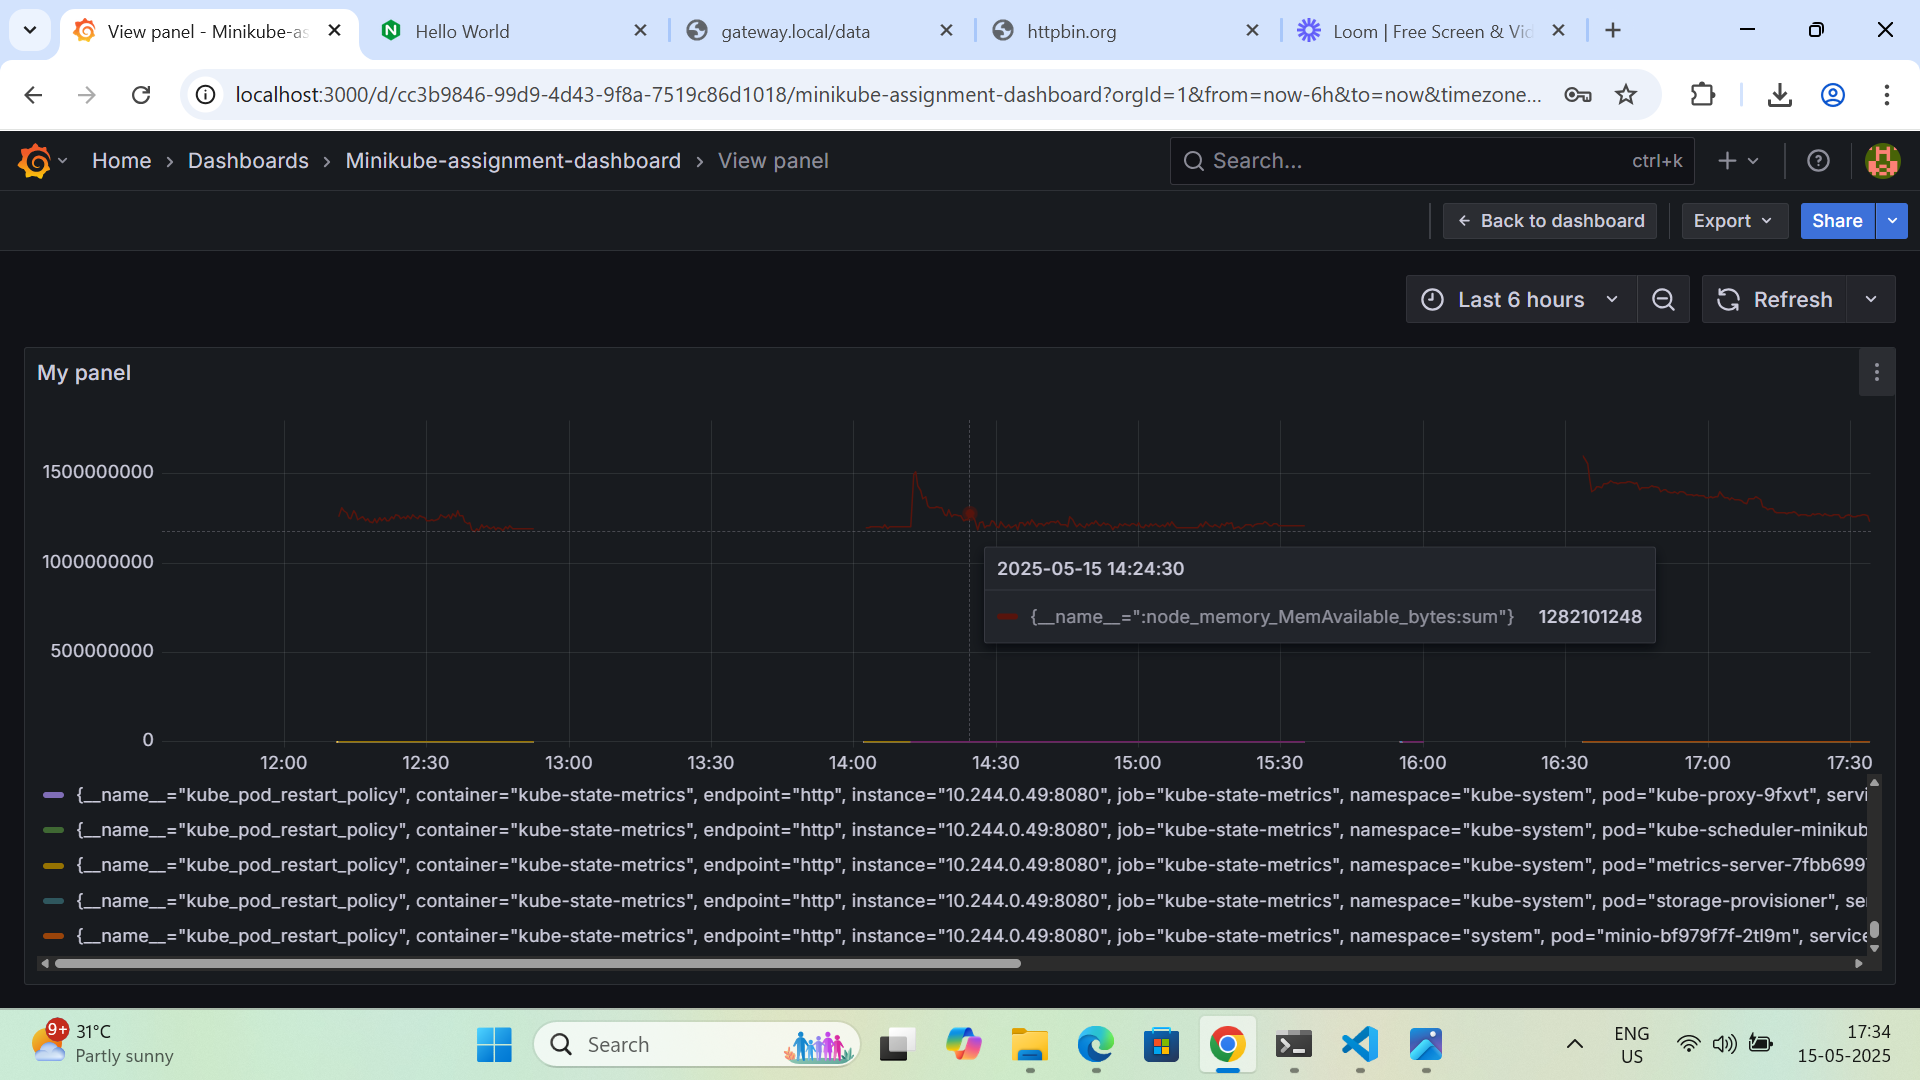 View panel - Minikube-as
Hello World
gateway.local/data
httpbin.org
Loom | Free Screen & Vid
localhost:3000/d/cc3b9846-99d9-4d43-9f8a-7519c86d1018/minikube-assignment-dashboard?orgId=1&from=now-6h&to=now&timezone...
Home › Dashboards › Minikube-assignment-dashboard › View panel
Search...
ctrl+k
Back to dashboard
Export
Share
Last 6 hours
Refresh
My panel
1500000000
1000000000
500000000
0
2025-05-15 14:24:30
{__name__=":node_memory_MemAvailable_bytes:sum"} 1282101248
12:00 12:30 13:00 13:30 14:00 14:30 15:00 15:30 16:00 16:30 17:00 17:30
{__name__="kube_pod_restart_policy", container="kube-state-metrics", endpoint="http", instance="10.244.0.49:8080", job="kube-state-metrics", namespace="kube-system", pod="kube-proxy-9fxvt", servi
{__name__="kube_pod_restart_policy", container="kube-state-metrics", endpoint="http", instance="10.244.0.49:8080", job="kube-state-metrics", namespace="kube-system", pod="kube-scheduler-minikub
{__name__="kube_pod_restart_policy", container="kube-state-metrics", endpoint="http", instance="10.244.0.49:8080", job="kube-state-metrics", namespace="kube-system", pod="metrics-server-7fbb699
{__name__="kube_pod_restart_policy", container="kube-state-metrics", endpoint="http", instance="10.244.0.49:8080", job="kube-state-metrics", namespace="kube-system", pod="storage-provisioner", se
{__name__="kube_pod_restart_policy", container="kube-state-metrics", endpoint="http", instance="10.244.0.49:8080", job="kube-state-metrics", namespace="system", pod="minio-bf979f7f-2tl9m", service
9+
31°C
Partly sunny
Search
ENG
US
17:34
15-05-2025